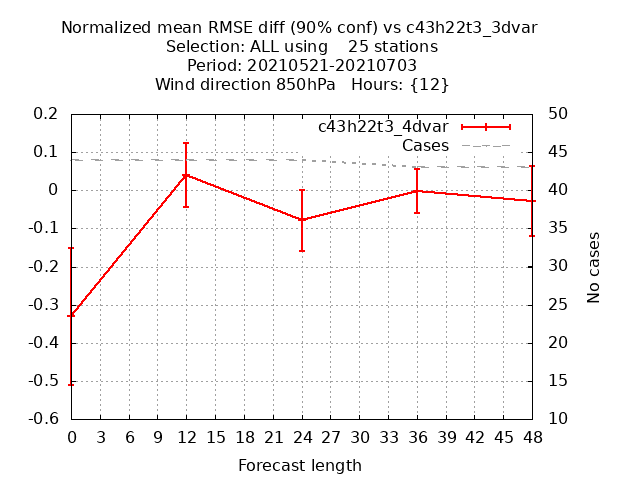 Normalized mean RMSE diff (90% conf) vs c43h22t3_3dvar
Selection: ALL using    25 stations
Period: 20210521-20210703
Wind direction 850hPa   Hours: {12}
c43h22t3_4dvar
Cases
0.2
0.1
0
-0.1
-0.2
-0.3
-0.4
-0.5
-0.6
50
45
40
35
30
25
20
15
10
No cases
0 3 6 9 12 15 18 21 24 27 30 33 36 39 42 45 48
Forecast length